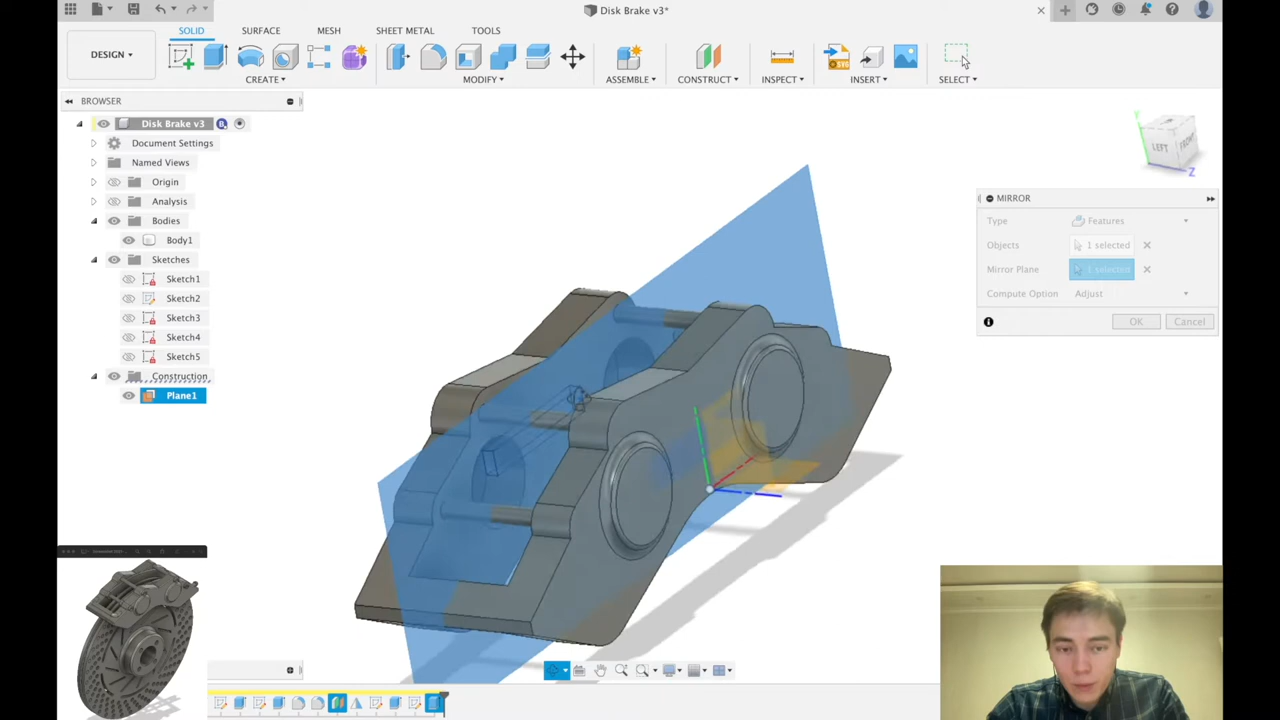 Disk Brake v3*
SOLID
SURFACE
MESH
SHEET METAL
TOOLS
DESIGN
CREATE
MODIFY
ASSEMBLE
CONSTRUCT
INSPECT
INSERT
SELECT
BROWSER
Disk Brake v3
Document Settings
Named Views
Origin
Analysis
Bodies
Body1
Sketches
Sketch1
Sketch2
Sketch3
Sketch4
Sketch5
Construction
Plane1
LEFT
FRONT
Y
Z
MIRROR
Type Features
Objects 1 selected
Mirror Plane 1 selected
Compute Option Adjust
OK Cancel